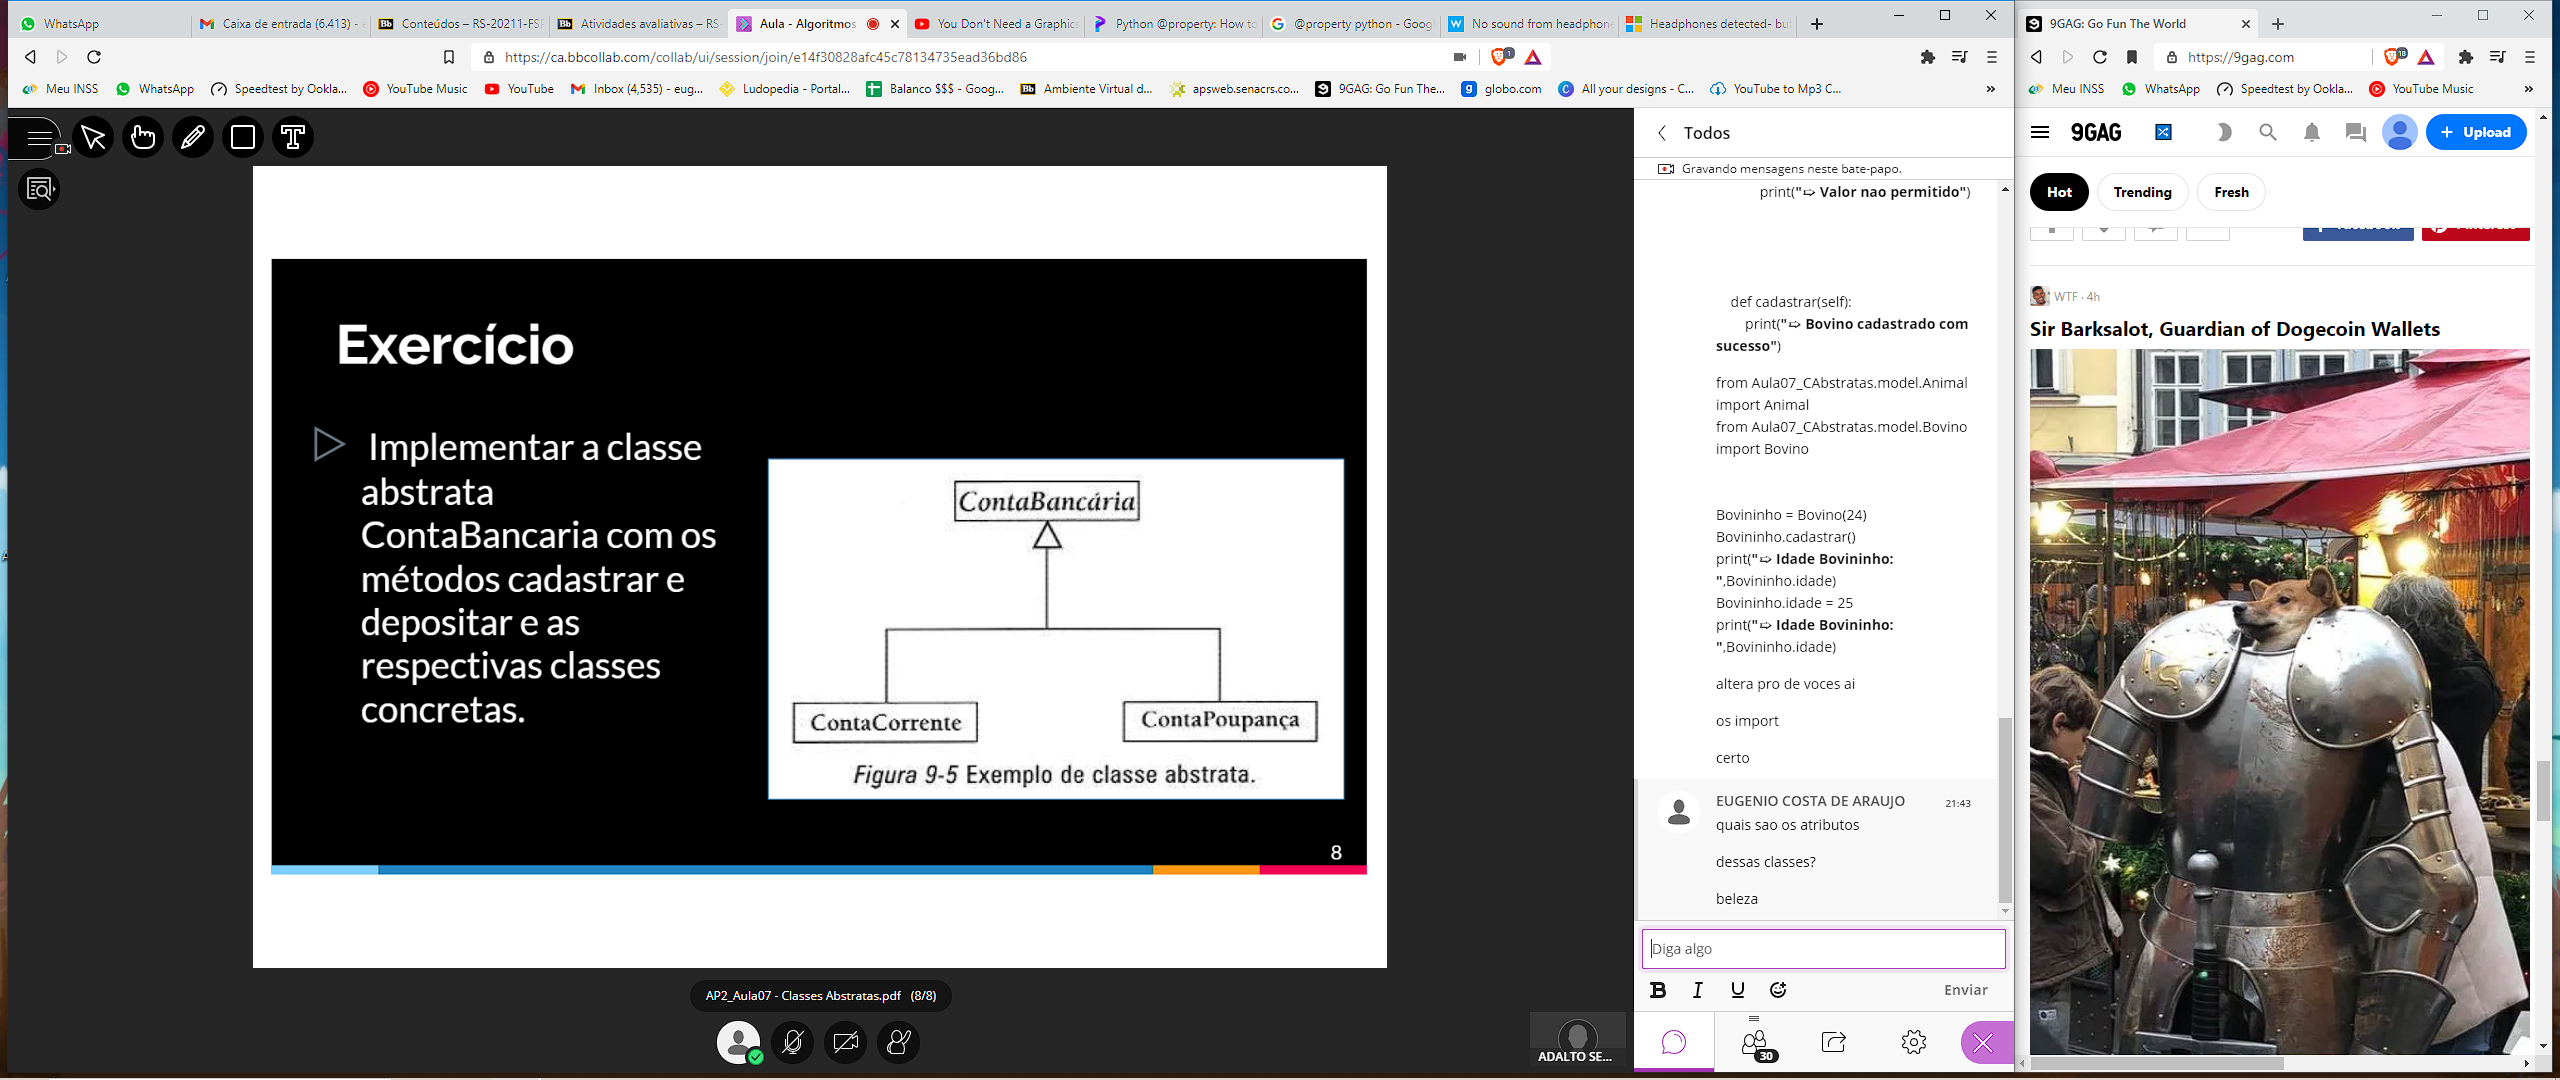 WhatsApp
Caixa de entrada (6.413) -
Conteúdos – RS-20211-FSF
Atividades avaliativas – RS-
Aula - Algoritmos
You Don't Need a Graphics
Python @property: How to
@property python - Goog
No sound from headphon
Headphones detected- bu
https://ca.bbcollab.com/collab/ui/session/join/e14f30828afc45c78134735ead36bd86
1
Meu INSS
WhatsApp
Speedtest by Ookla...
YouTube Music
YouTube
Inbox (4,535) - eug...
Ludopedia - Portal...
Balanco $$$ - Goog...
Ambiente Virtual d...
apsweb.senacrs.co...
9GAG: Go Fun The...
globo.com
All your designs - C...
YouTube to Mp3 C...
»
Exercício
Implementar a classe
abstrata
ContaBancaria com os
métodos cadastrar e
depositar e as
respectivas classes
concretas.
ContaBancária
ContaCorrente
ContaPoupança
Figura 9-5 Exemplo de classe abstrata.
8
AP2_Aula07 - Classes Abstratas.pdf (8/8)
ADALTO SE...
Todos
Gravando mensagens neste bate-papo.
print("➯ Valor nao permitido")
def cadastrar(self):
print("➯ Bovino cadastrado com
sucesso")
from Aula07_CAbstratas.model.Animal
import Animal
from Aula07_CAbstratas.model.Bovino
import Bovino
Bovininho = Bovino(24)
Bovininho.cadastrar()
print("➯ Idade Bovininho:
",Bovininho.idade)
Bovininho.idade = 25
print("➯ Idade Bovininho:
",Bovininho.idade)
altera pro de voces ai
os import
certo
EUGENIO COSTA DE ARAUJO 21:43
quais sao os atributos
dessas classes?
beleza
Diga algo
B I U
Enviar
30
9GAG: Go Fun The World
https://9gag.com
18
Meu INSS
WhatsApp
Speedtest by Ookla...
YouTube Music
»
9GAG
+ Upload
Hot
Trending
Fresh
WTF · 4h
Sir Barksalot, Guardian of Dogecoin Wallets